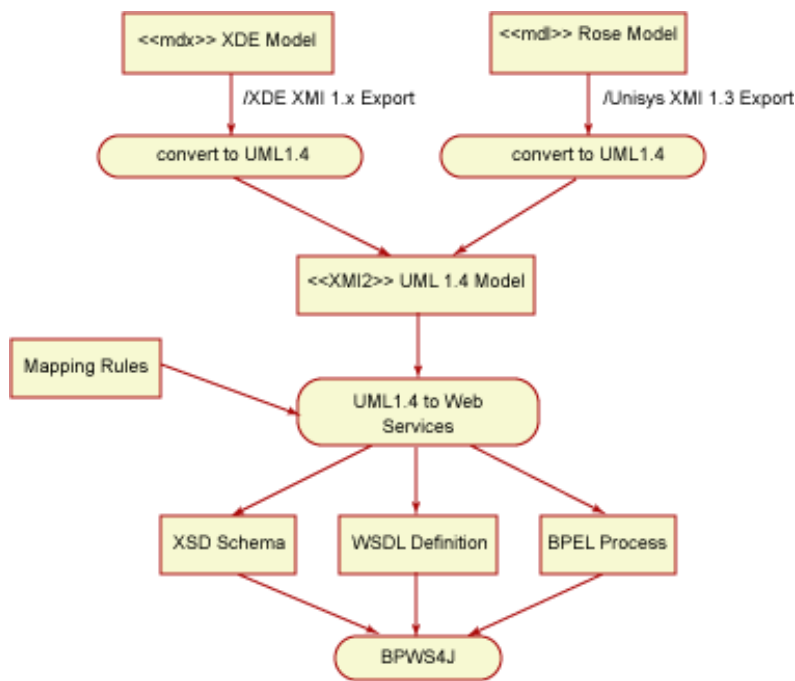 <<mdx>> XDE Model
<<mdl>> Rose Model
/XDE XMI 1.x Export
/Unisys XMI 1.3 Export
convert to UML1.4
convert to UML1.4
<<XMI2>> UML 1.4 Model
Mapping Rules
UML1.4 to Web
Services
XSD Schema
WSDL Definition
BPEL Process
BPWS4J